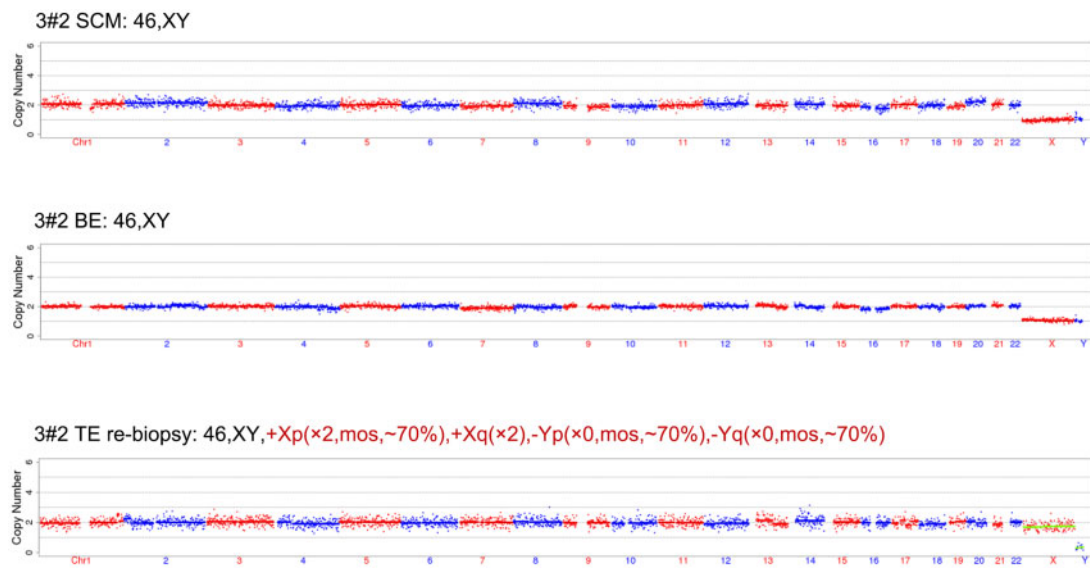 3#2 SCM: 46,XY
Copy Number
0 2 4 6
Chr1 2 3 4 5 6 7 8 9 10 11 12 13 14 15 16 17 18 19 20 21 22 X Y
3#2 BE: 46,XY
Copy Number
0 2 4 6
Chr1 2 3 4 5 6 7 8 9 10 11 12 13 14 15 16 17 18 19 20 21 22 X Y
3#2 TE re-biopsy: 46,XY,+Xp(×2,mos,~70%),+Xq(×2),-Yp(×0,mos,~70%),-Yq(×0,mos,~70%)
Copy Number
0 2 4 6
Chr1 2 3 4 5 6 7 8 9 10 11 12 13 14 15 16 17 18 19 20 21 22 X Y